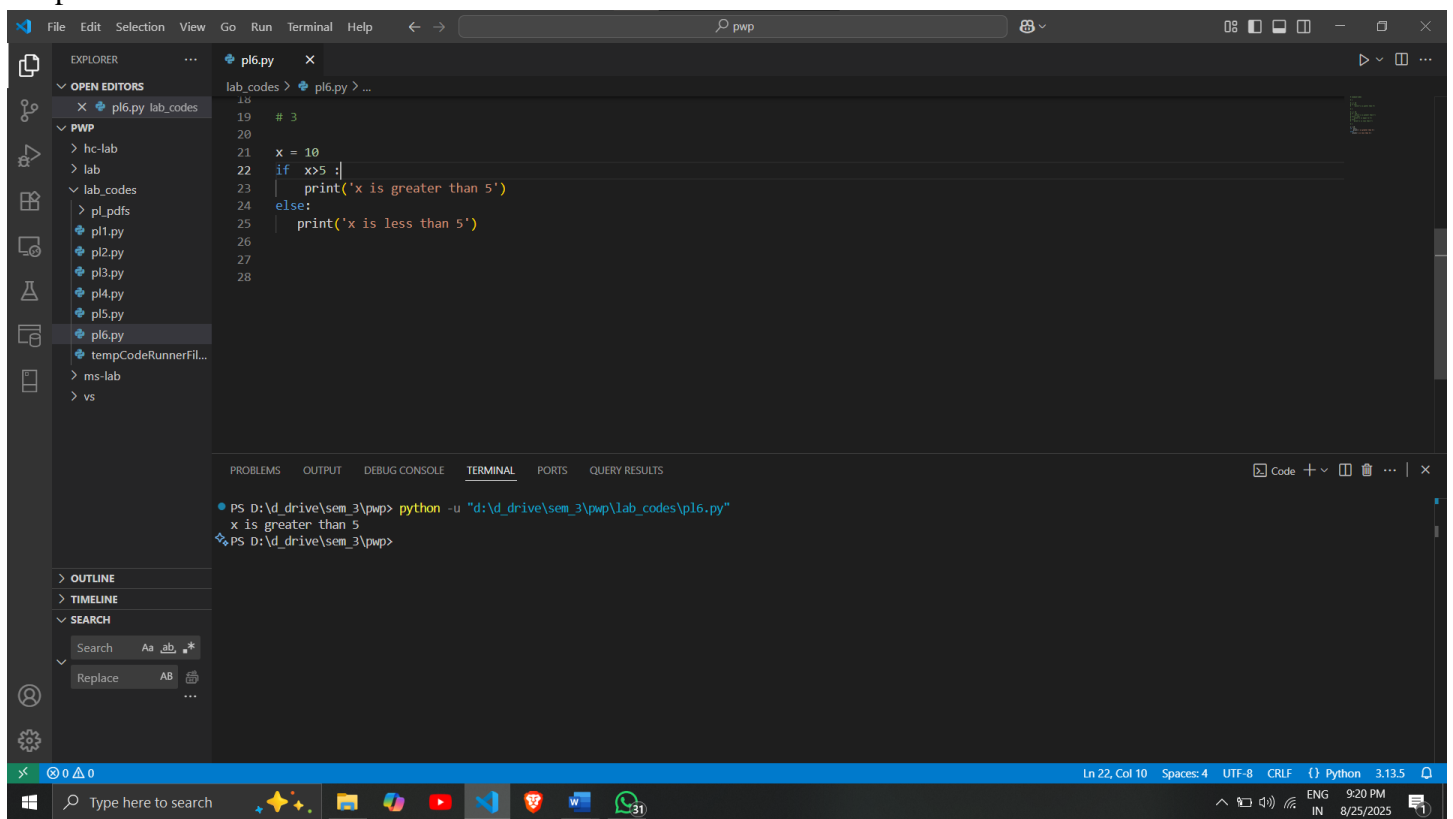 File Edit Selection View Go Run Terminal Help
pwp
EXPLORER
OPEN EDITORS
pl6.py lab_codes
PWP
hc-lab
lab
lab_codes
pl_pdfs
pl1.py
pl2.py
pl3.py
pl4.py
pl5.py
pl6.py
tempCodeRunnerFil...
ms-lab
vs
OUTLINE
TIMELINE
SEARCH
Search Aa ab
Replace AB
pl6.py
lab_codes > pl6.py > ...
18
19 # 3
20
21 x = 10
22 if x>5 :
23 print('x is greater than 5')
24 else:
25 print('x is less than 5')
26
27
28
PROBLEMS OUTPUT DEBUG CONSOLE TERMINAL PORTS QUERY RESULTS
Code
PS D:\d_drive\sem_3\pwp> python -u "d:\d_drive\sem_3\pwp\lab_codes\pl6.py"
x is greater than 5
PS D:\d_drive\sem_3\pwp>
0 0 Ln 22, Col 10 Spaces: 4 UTF-8 CRLF {} Python 3.13.5
Type here to search
31
ENG 9:20 PM
IN 8/25/2025
1